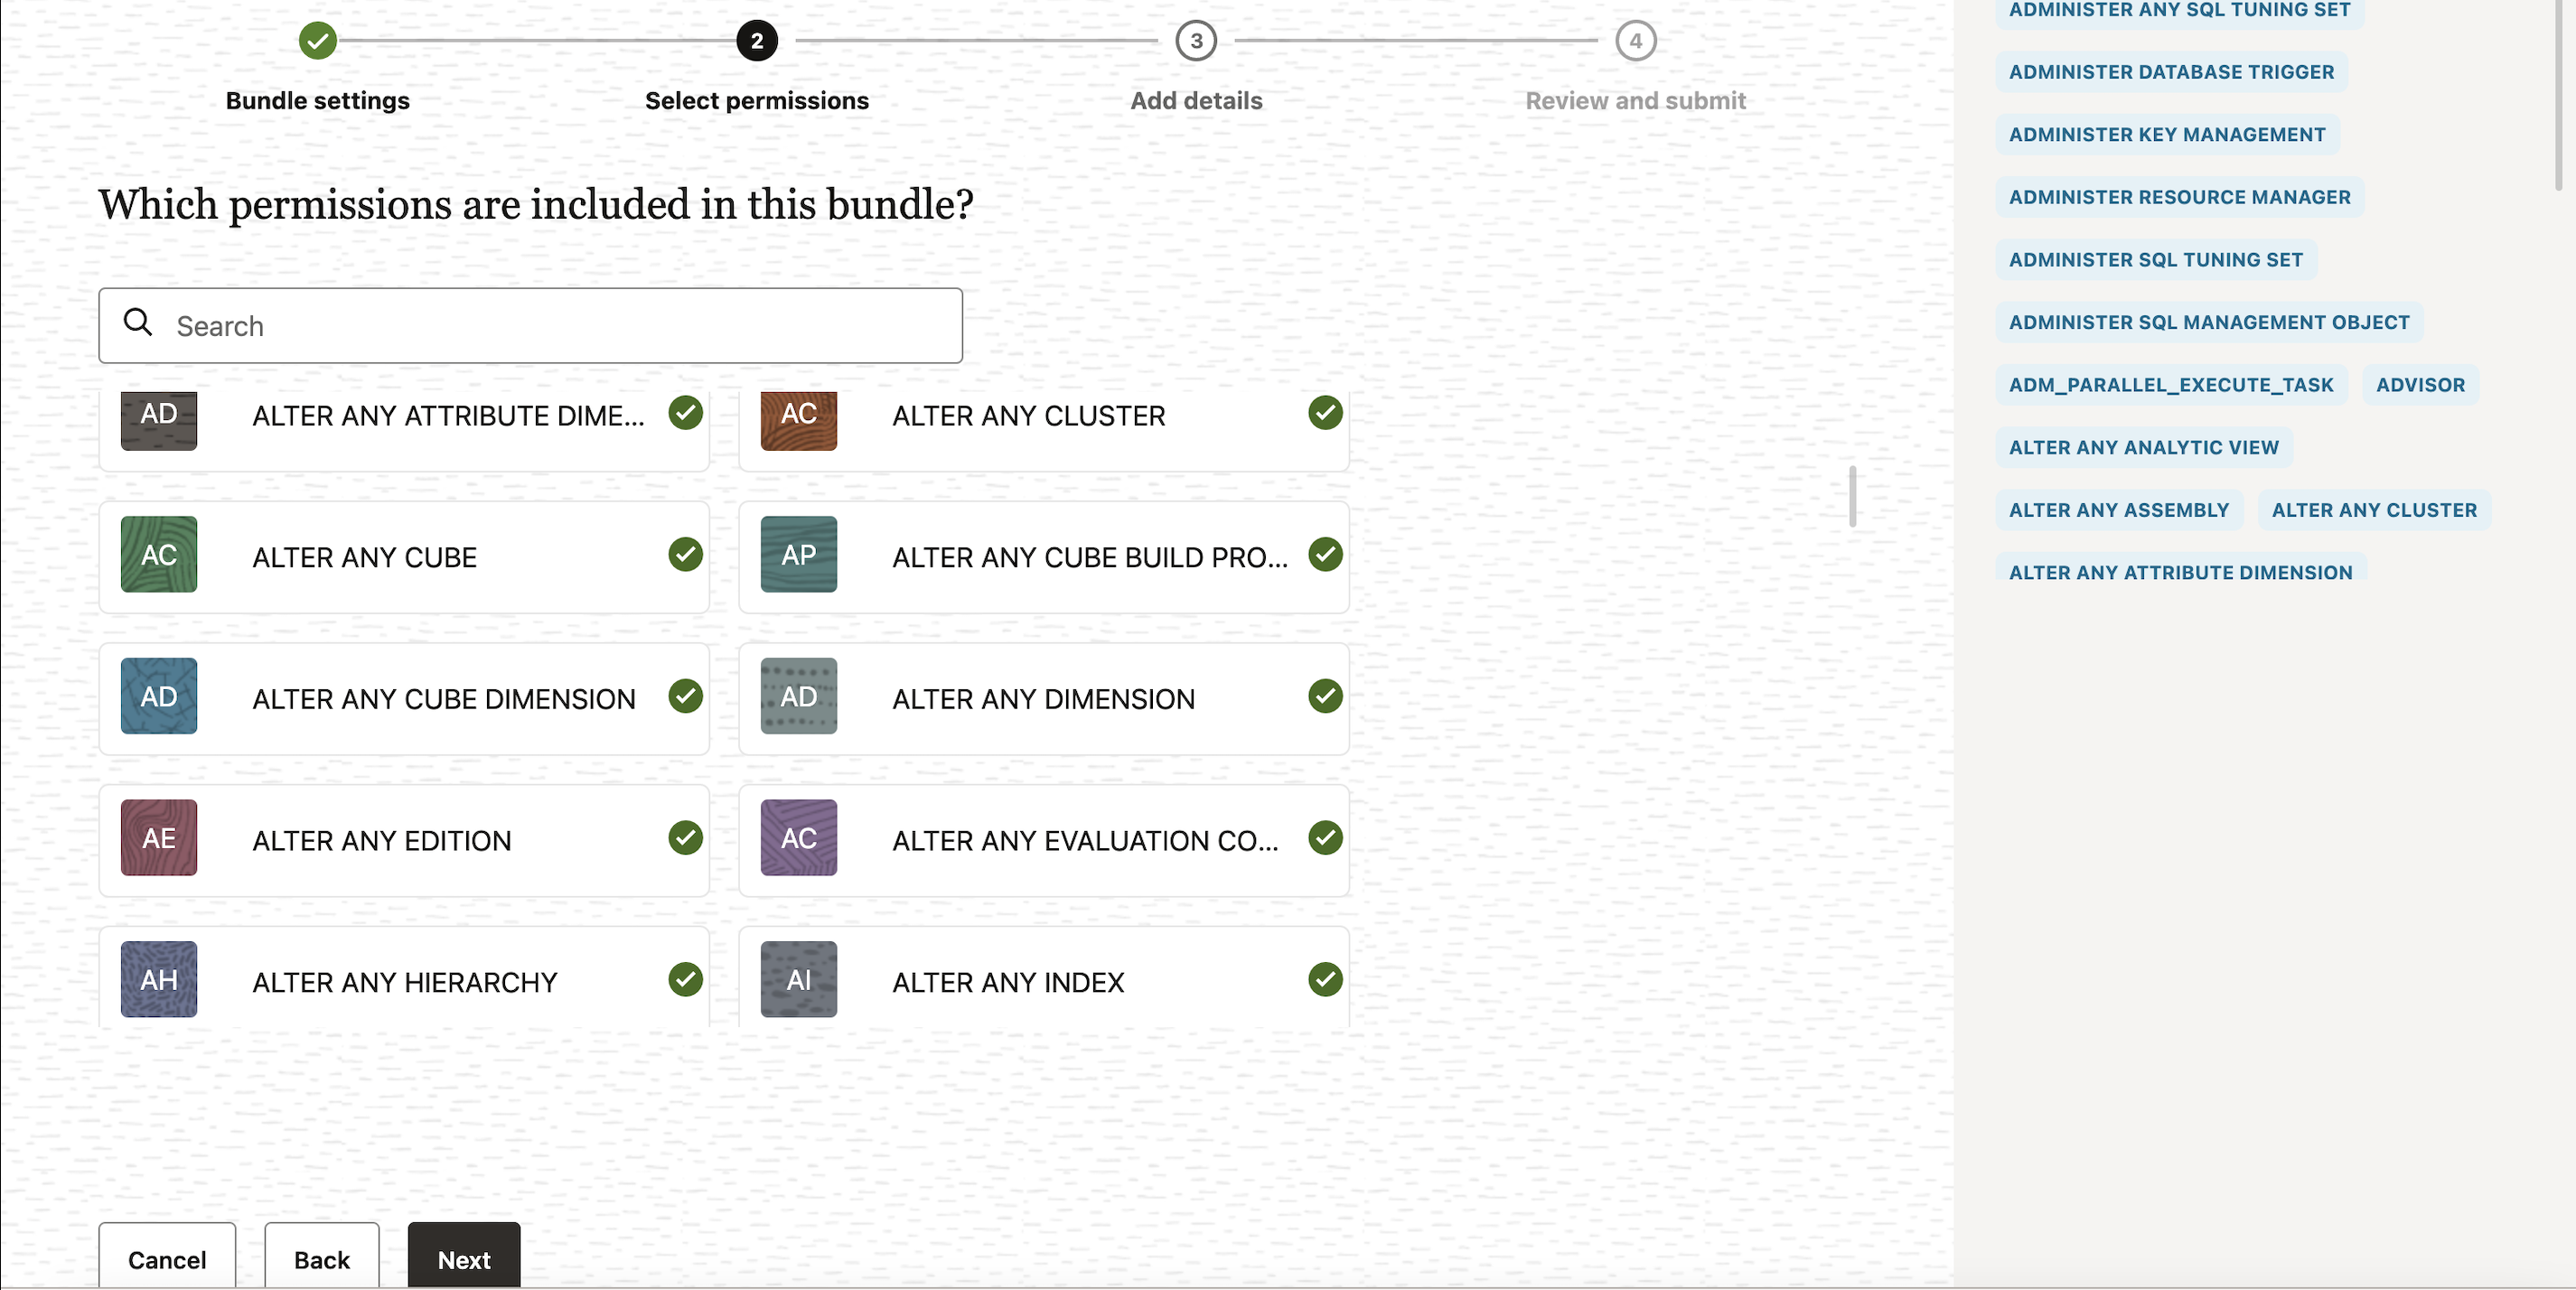 2
3
4
Bundle settings
Select permissions
Add details
Review and submit
Which permissions are included in this bundle?
Search
AD
ALTER ANY ATTRIBUTE DIME...
AC
ALTER ANY CLUSTER
AC
ALTER ANY CUBE
AP
ALTER ANY CUBE BUILD PRO...
AD
ALTER ANY CUBE DIMENSION
AD
ALTER ANY DIMENSION
AE
ALTER ANY EDITION
AC
ALTER ANY EVALUATION CO...
AH
ALTER ANY HIERARCHY
AI
ALTER ANY INDEX
Cancel
Back
Next
ADMINISTER ANY SQL TUNING SET
ADMINISTER DATABASE TRIGGER
ADMINISTER KEY MANAGEMENT
ADMINISTER RESOURCE MANAGER
ADMINISTER SQL TUNING SET
ADMINISTER SQL MANAGEMENT OBJECT
ADM_PARALLEL_EXECUTE_TASK
ADVISOR
ALTER ANY ANALYTIC VIEW
ALTER ANY ASSEMBLY
ALTER ANY CLUSTER
ALTER ANY ATTRIBUTE DIMENSION